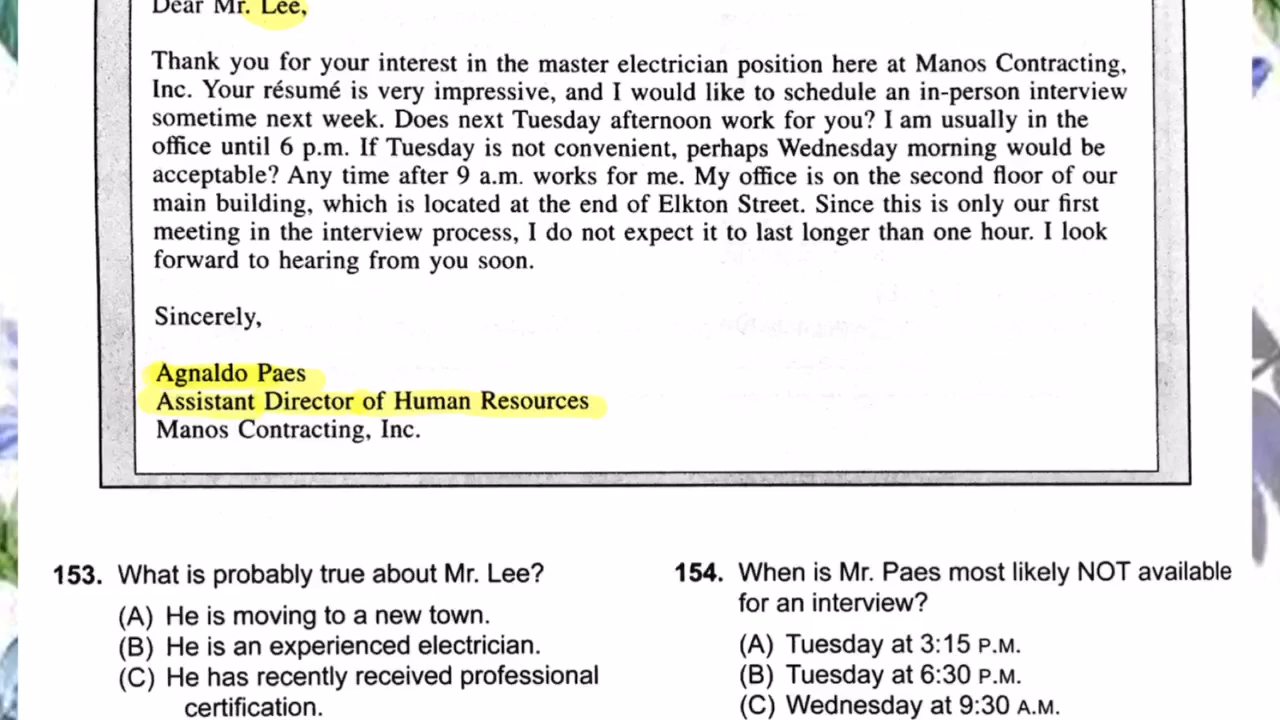 Dear Mr. Lee,
Thank you for your interest in the master electrician position here at Manos Contracting,
Inc. Your résumé is very impressive, and I would like to schedule an in-person interview
sometime next week. Does next Tuesday afternoon work for you? I am usually in the
office until 6 p.m. If Tuesday is not convenient, perhaps Wednesday morning would be
acceptable? Any time after 9 a.m. works for me. My office is on the second floor of our
main building, which is located at the end of Elkton Street. Since this is only our first
meeting in the interview process, I do not expect it to last longer than one hour. I look
forward to hearing from you soon.
Sincerely,
Agnaldo Paes
Assistant Director of Human Resources
Manos Contracting, Inc.
153. What is probably true about Mr. Lee?
(A) He is moving to a new town.
(B) He is an experienced electrician.
(C) He has recently received professional
certification.
154. When is Mr. Paes most likely NOT available
for an interview?
(A) Tuesday at 3:15 P.M.
(B) Tuesday at 6:30 P.M.
(C) Wednesday at 9:30 A.M.